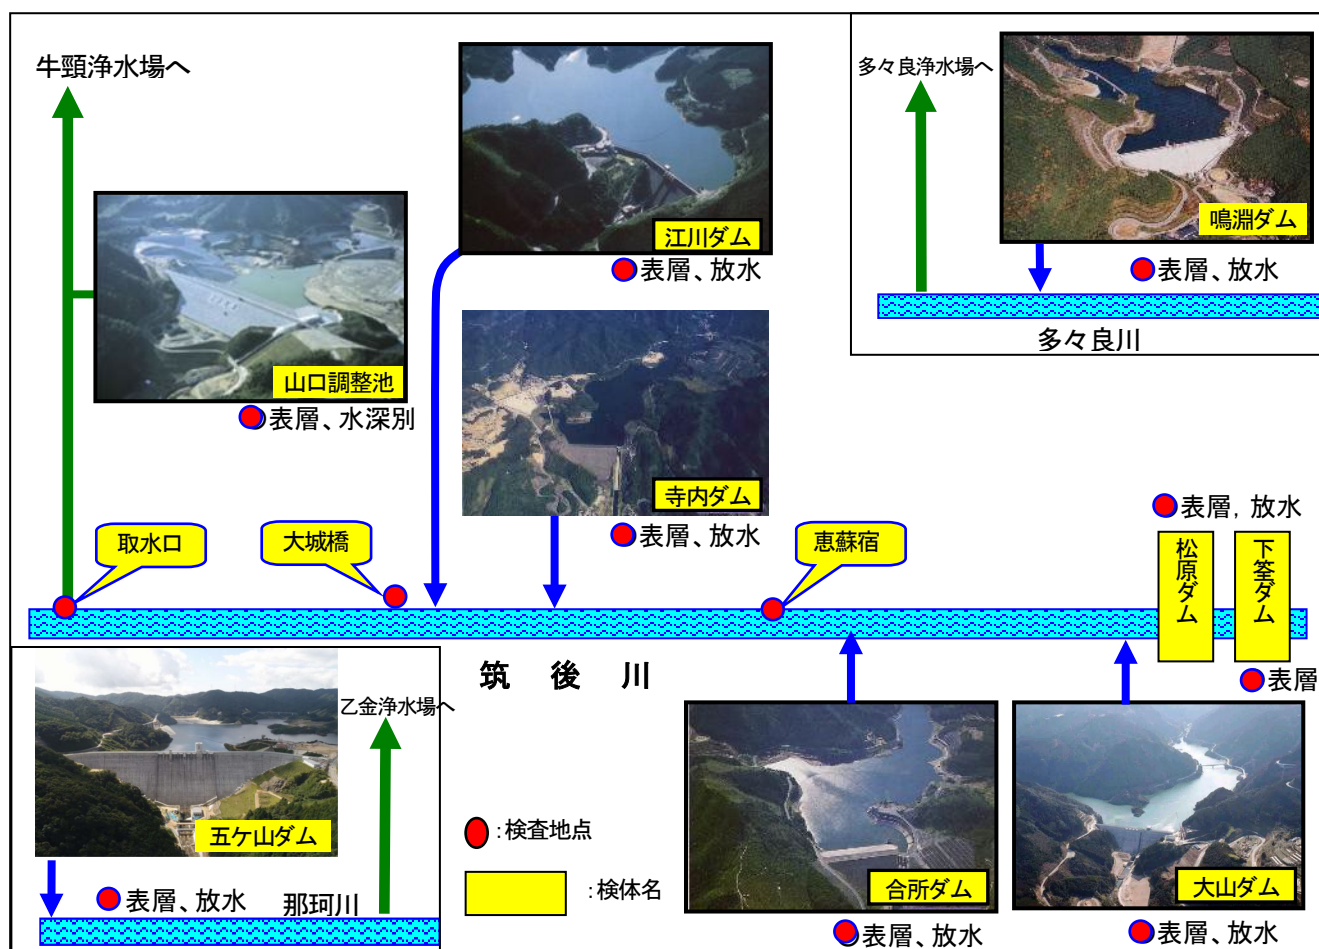 牛頸浄水場へ
江川ダム
表層、放水
多々良浄水場へ
鳴淵ダム
表層、放水
多々良川
山口調整池
表層、水深別
寺内ダム
表層、放水
取水口
大城橋
恵蘇宿
表層，放水
松原ダム
下筌ダム
表層
筑後川
乙金浄水場へ
五ケ山ダム
表層、放水
那珂川
：検査地点
：検体名
合所ダム
表層、放水
大山ダム
表層、放水